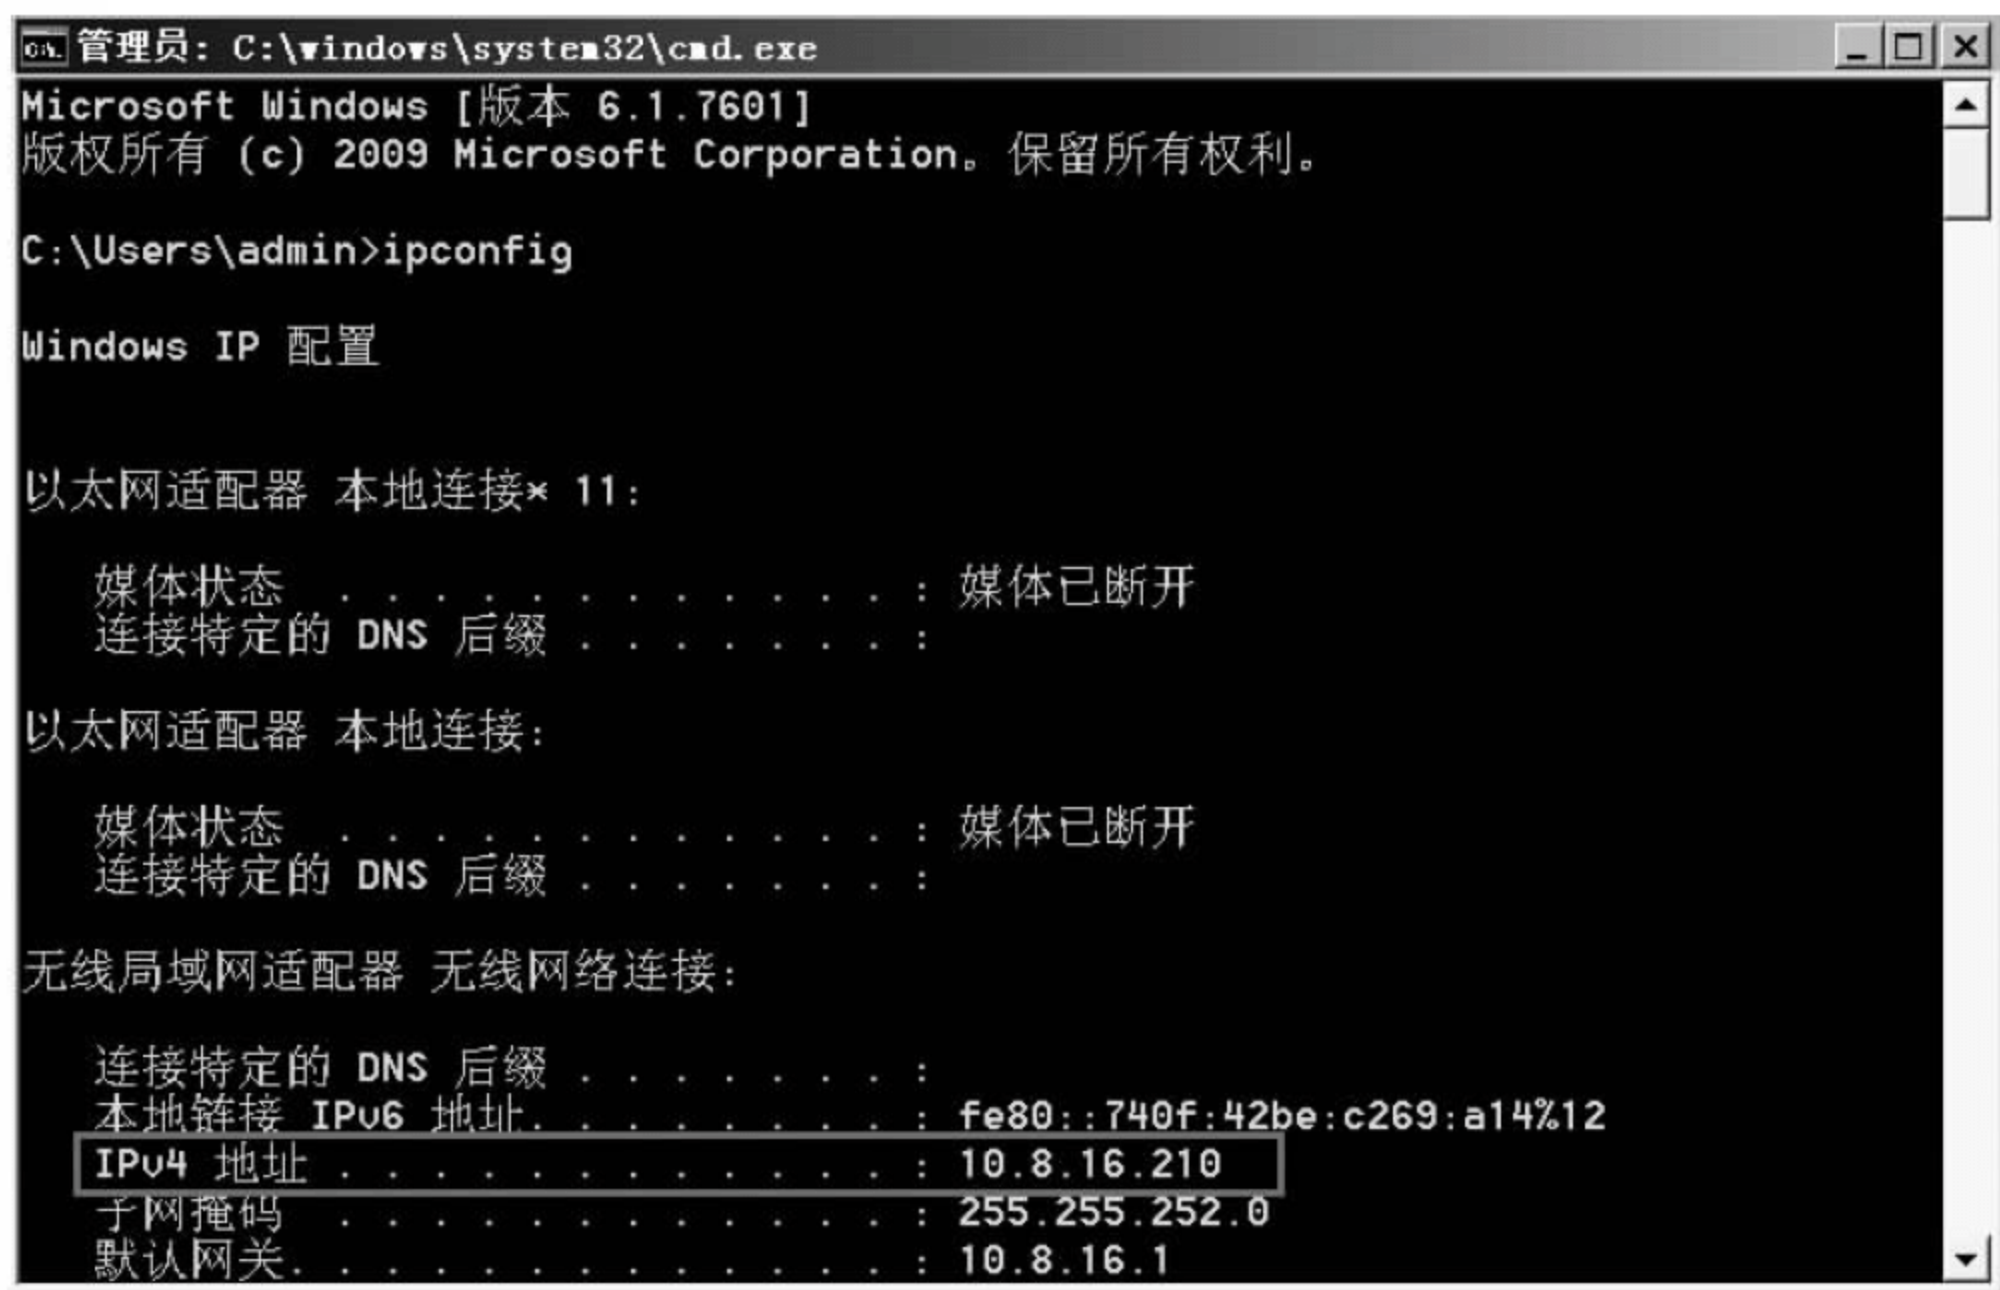 管理员: C:\windows\system32\cmd.exe
Microsoft Windows [版本 6.1.7601]
版权所有 (c) 2009 Microsoft Corporation。保留所有权利。
C:\Users\admin>ipconfig
Windows IP 配置
以太网适配器 本地连接* 11:
媒体状态 . . . . . . . . . . . . : 媒体已断开
连接特定的 DNS 后缀 . . . . . . . :
以太网适配器 本地连接:
媒体状态 . . . . . . . . . . . . : 媒体已断开
连接特定的 DNS 后缀 . . . . . . . :
无线局域网适配器 无线网络连接:
连接特定的 DNS 后缀 . . . . . . . :
本地链接 IPv6 地址. . . . . . . . : fe80::740f:42be:c269:a14%12
IPv4 地址 . . . . . . . . . . . . : 10.8.16.210
子网掩码 . . . . . . . . . . . . : 255.255.252.0
默认网关. . . . . . . . . . . . . : 10.8.16.1